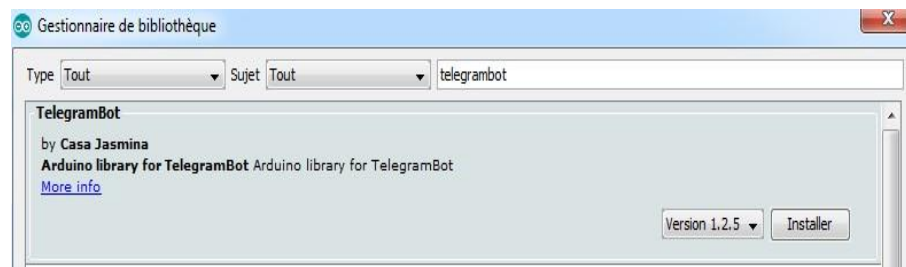 Gestionnaire de bibliothèque
Type Tout Sujet Tout telegrambot
TelegramBot
by Casa Jasmina
Arduino library for TelegramBot Arduino library for TelegramBot
More info
Version 1.2.5 Installer